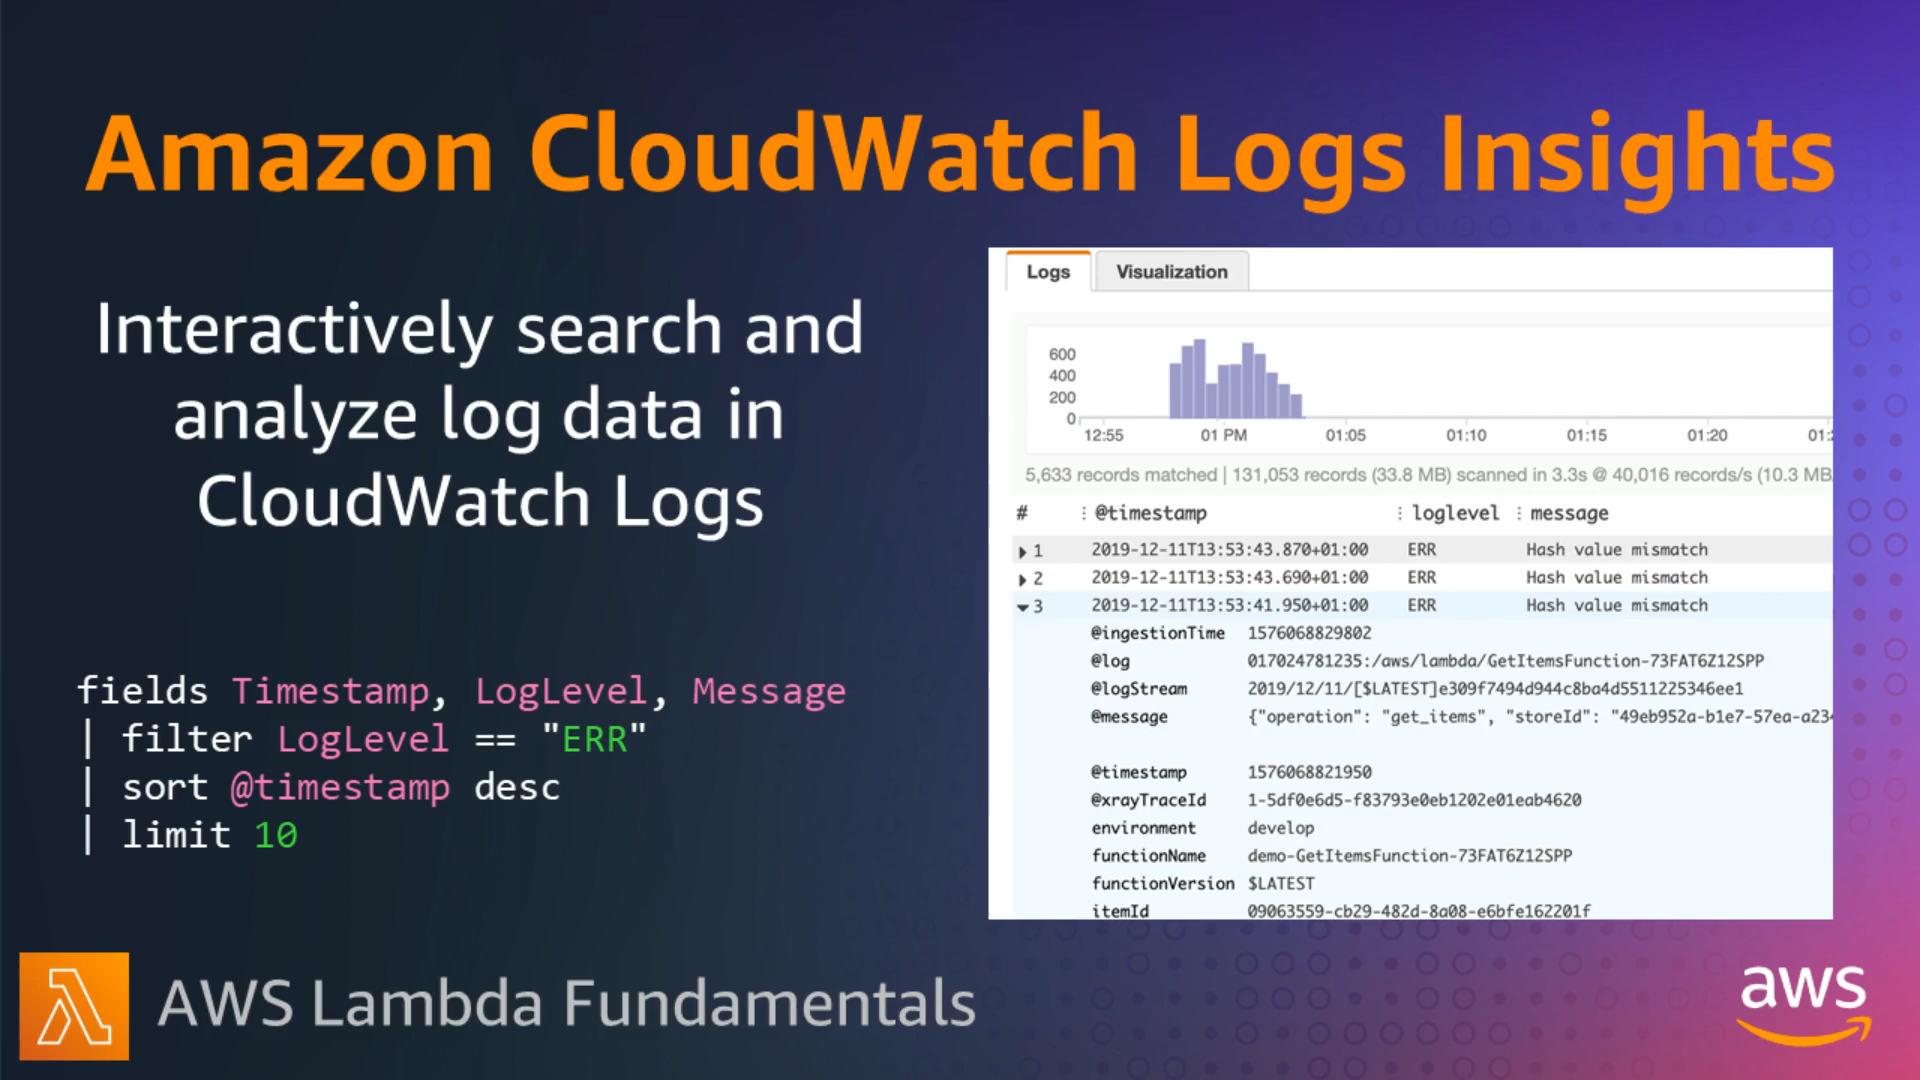 Amazon CloudWatch Logs Insights
Interactively search and
analyze log data in
CloudWatch Logs
fields Timestamp, LogLevel, Message
| filter LogLevel == "ERR"
| sort @timestamp desc
| limit 10
Logs Visualization
600
400
200
0
12:55 01 PM 01:05 01:10 01:15 01:20 01:2
5,633 records matched | 131,053 records (33.8 MB) scanned in 3.3s @ 40,016 records/s (10.3 MB
# : @timestamp : loglevel : message
1 2019-12-11T13:53:43.870+01:00 ERR Hash value mismatch
2 2019-12-11T13:53:43.690+01:00 ERR Hash value mismatch
3 2019-12-11T13:53:41.950+01:00 ERR Hash value mismatch
@ingestionTime 1576068829802
@log 017024781235:/aws/lambda/GetItemsFunction-73FAT6Z12SPP
@logStream 2019/12/11/[$LATEST]e309f7494d944c8ba4d5511225346ee1
@message {"operation": "get_items", "storeId": "49eb952a-b1e7-57ea-a234
@timestamp 1576068821950
@xrayTraceId 1-5df0e6d5-f83793e0eb1202e01eab4620
environment develop
functionName demo-GetItemsFunction-73FAT6Z12SPP
functionVersion $LATEST
itemId 09063559-cb29-482d-8a08-e6bfe162201f
AWS Lambda Fundamentals
aws